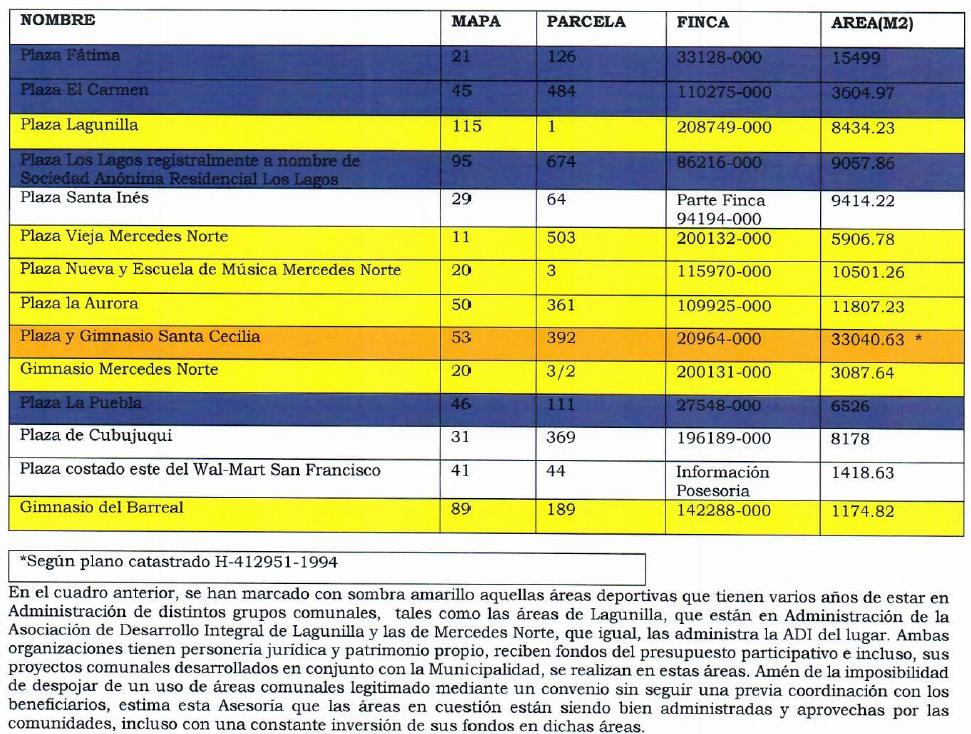 NOMBRE MAPA PARCELA FINCA AREA(M2)
Plaza Fátima 21 126 33128-000 15499
Plaza El Carmen 45 484 110275-000 3604.97
Plaza Lagunilla 115 1 208749-000 8434.23
Plaza Los Lagos registralmente a nombre de 95 674 86216-000 9057.86
Sociedad Anónima Residencial Los Lagos
Plaza Santa Inés 29 64 Parte Finca 9414.22
94194-000
Plaza Vieja Mercedes Norte 11 503 200132-000 5906.78
Plaza Nueva y Escuela de Música Mercedes Norte 20 3 115970-000 10501.26
Plaza la Aurora 50 361 109925-000 11807.23
Plaza y Gimnasio Santa Cecilia 53 392 20964-000 33040.63 *
Gimnasio Mercedes Norte 20 3/2 200131-000 3087.64
Plaza La Puebla 46 111 27548-000 6526
Plaza de Cubujuqui 31 369 196189-000 8178
Plaza costado este del Wal-Mart San Francisco 41 44 Información 1418.63
Posesoria
Gimnasio del Barreal 89 189 142288-000 1174.82
*Según plano catastrado H-412951-1994
En el cuadro anterior, se han marcado con sombra amarillo aquellas áreas deportivas que tienen varios años de estar en
Administración de distintos grupos comunales, tales como las áreas de Lagunilla, que están en Administración de la
Asociación de Desarrollo Integral de Lagunilla y las de Mercedes Norte, que igual, las administra la ADI del lugar. Ambas
organizaciones tienen personería jurídica y patrimonio propio, reciben fondos del presupuesto participativo e incluso, sus
proyectos comunales desarrollados en conjunto con la Municipalidad, se realizan en estas áreas. Amén de la imposibilidad
de despojar de un uso de áreas comunales legitimado mediante un convenio sin seguir una previa coordinación con los
beneficiarios, estima esta Asesoría que las áreas en cuestión están siendo bien administradas y aprovechas por las
comunidades, incluso con una constante inversión de sus fondos en dichas áreas.